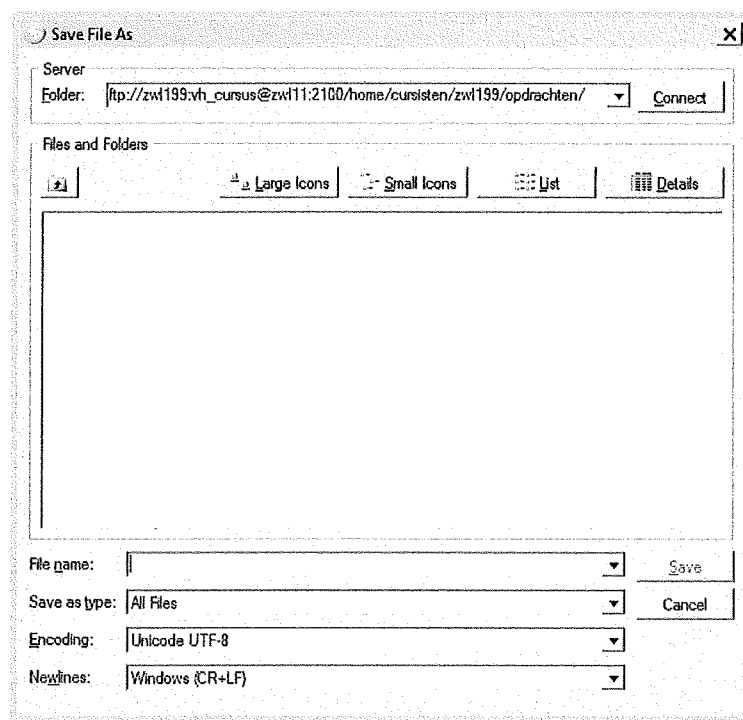 Save File As
Server
Folder: ftp://zwl199:vh_cursus@zwl11:2100/home/cursisten/zwl199/opdrachten/ Connect
Files and Folders
Large Icons Small Icons List Details
File name: Save
Save as type: All Files Cancel
Encoding: Unicode UTF-8
Newlines: Windows (CR+LF)